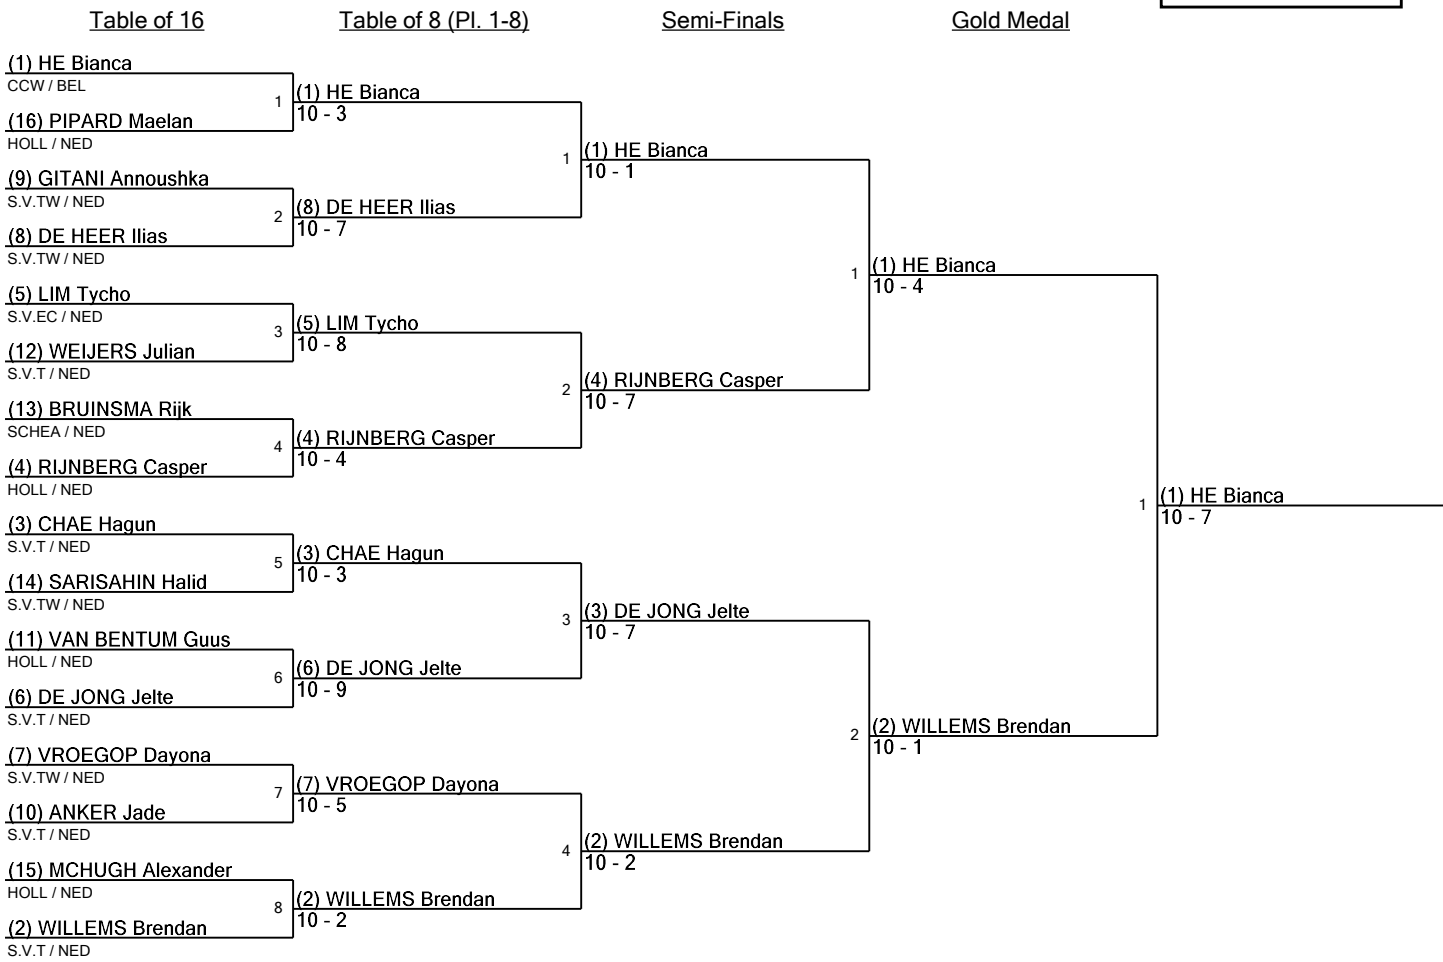 Table of 16
Table of 8 (Pl. 1-8)
Semi-Finals
Gold Medal
(1) HE Bianca
CCW / BEL
1
(16) PIPARD Maelan
HOLL / NED
(9) GITANI Annoushka
S.V.TW / NED
2
(8) DE HEER Ilias
S.V.TW / NED
(5) LIM Tycho
S.V.EC / NED
3
(12) WEIJERS Julian
S.V.T / NED
(13) BRUINSMA Rijk
SCHEA / NED
4
(4) RIJNBERG Casper
HOLL / NED
(3) CHAE Hagun
S.V.T / NED
5
(14) SARISAHIN Halid
S.V.TW / NED
(11) VAN BENTUM Guus
HOLL / NED
6
(6) DE JONG Jelte
S.V.T / NED
(7) VROEGOP Dayona
S.V.TW / NED
7
(10) ANKER Jade
S.V.T / NED
(15) MCHUGH Alexander
HOLL / NED
8
(2) WILLEMS Brendan
S.V.T / NED
(1) HE Bianca
10 - 3
1
(8) DE HEER Ilias
10 - 7
(5) LIM Tycho
10 - 8
2
(4) RIJNBERG Casper
10 - 4
(3) CHAE Hagun
10 - 3
3
(6) DE JONG Jelte
10 - 9
(7) VROEGOP Dayona
10 - 5
4
(2) WILLEMS Brendan
10 - 2
(1) HE Bianca
10 - 1
1
(4) RIJNBERG Casper
10 - 7
(3) DE JONG Jelte
10 - 7
2
(2) WILLEMS Brendan
10 - 2
(1) HE Bianca
10 - 4
1
(2) WILLEMS Brendan
10 - 1
(1) HE Bianca
10 - 7